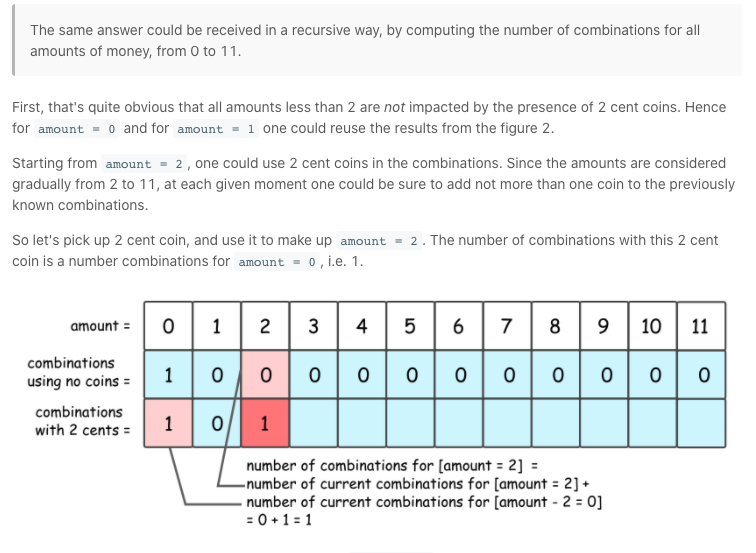 The same answer could be received in a recursive way, by computing the number of combinations for all
amounts of money, from 0 to 11.
First, that's quite obvious that all amounts less than 2 are not impacted by the presence of 2 cent coins. Hence
for amount = 0 and for amount = 1 one could reuse the results from the figure 2.
Starting from amount = 2 , one could use 2 cent coins in the combinations. Since the amounts are considered
gradually from 2 to 11, at each given moment one could be sure to add not more than one coin to the previously
known combinations.
So let's pick up 2 cent coin, and use it to make up amount = 2 . The number of combinations with this 2 cent
coin is a number combinations for amount = 0 , i.e. 1.
amount = 0 1 2 3 4 5 6 7 8 9 10 11
combinations
using no coins = 1 0 0 0 0 0 0 0 0 0 0 0
combinations
with 2 cents = 1 0 1
number of combinations for [amount = 2] =
number of current combinations for [amount = 2] +
number of current combinations for [amount - 2 = 0]
= 0 + 1 = 1